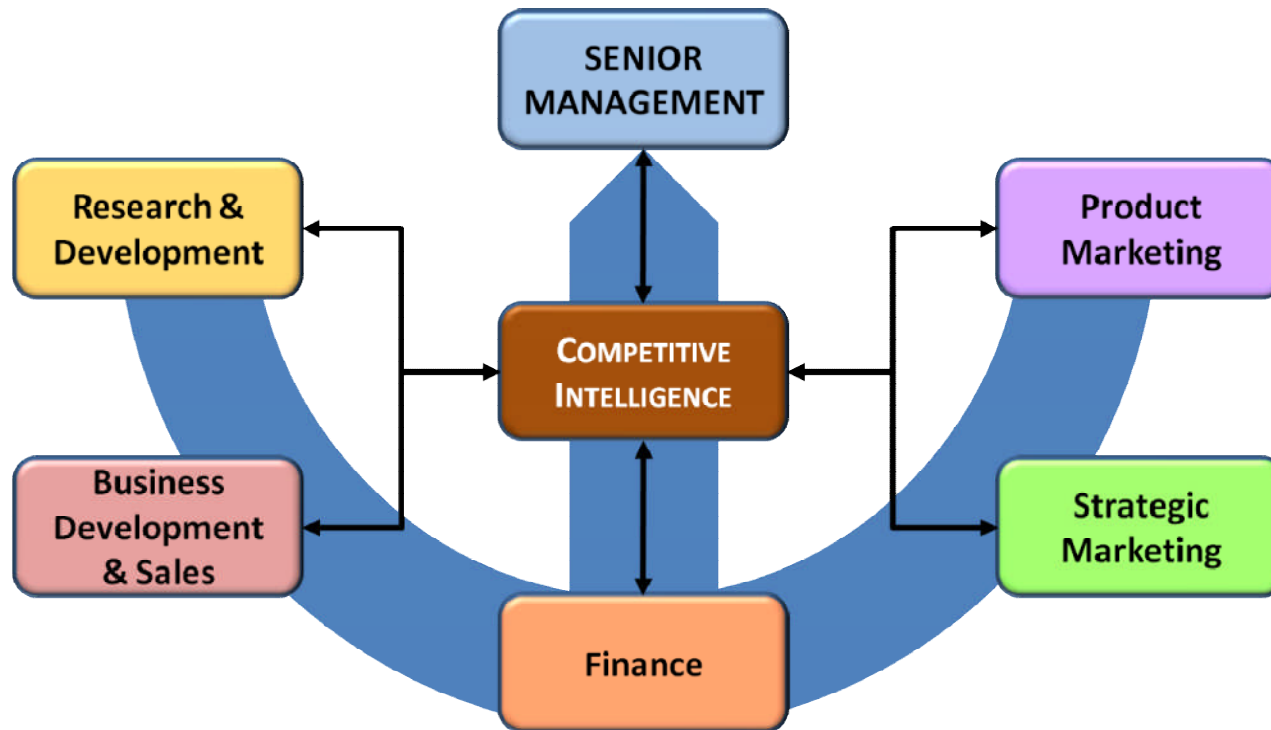 SENIOR
MANAGEMENT
Research &
Development
Product
Marketing
COMPETITIVE
INTELLIGENCE
Business
Development
& Sales
Strategic
Marketing
Finance